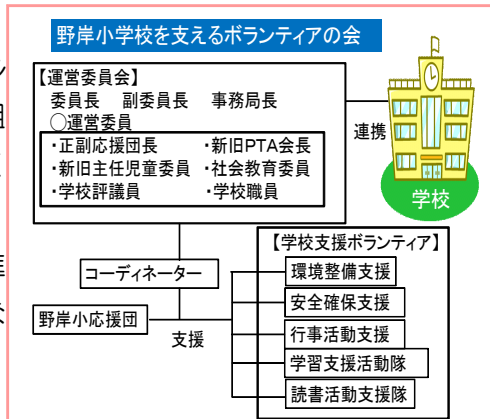 野岸小学校を支えるボランティアの会
【運営委員会】
委員長　副委員長　事務局長
○運営委員
・正副応援団長　・新旧PTA会長
・新旧主任児童委員　・社会教育委員
・学校評議員　・学校職員
連携
学校
コーディネーター
野岸小応援団
支援
【学校支援ボランティア】
環境整備支援
安全確保支援
行事活動支援
学習支援活動隊
読書活動支援隊